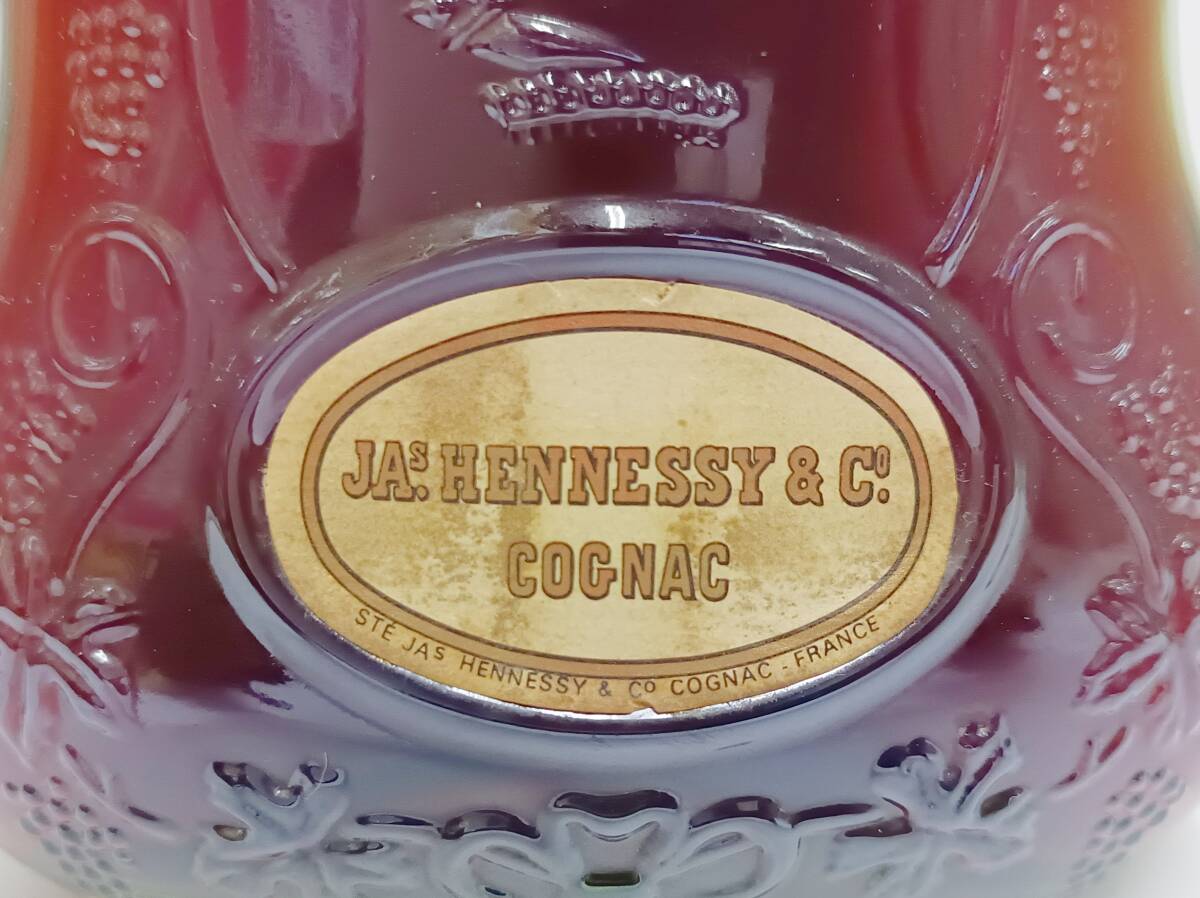 JAS. HENNESSY & Cº
COGNAC
STÉ JAS HENNESSY & Cº COGNAC - FRANCE